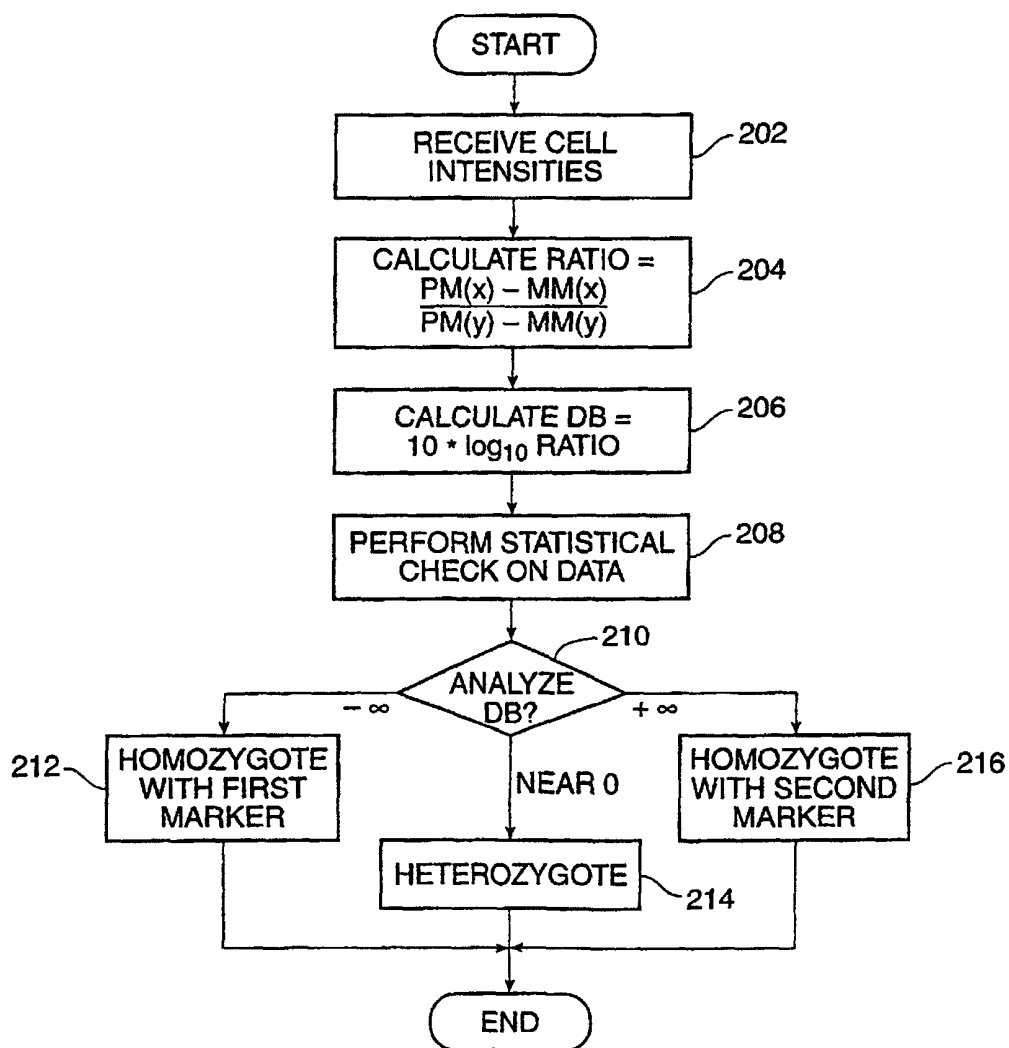 START
RECEIVE CELL
INTENSITIES
202
CALCULATE RATIO =
PM(x) – MM(x)
PM(y) – MM(y)
204
CALCULATE DB =
10 * log10 RATIO
206
PERFORM STATISTICAL
CHECK ON DATA
208
210
ANALYZE
DB?
– ∞
+ ∞
NEAR 0
212
HOMOZYGOTE
WITH FIRST
MARKER
HOMOZYGOTE
WITH SECOND
MARKER
216
HETEROZYGOTE
214
END